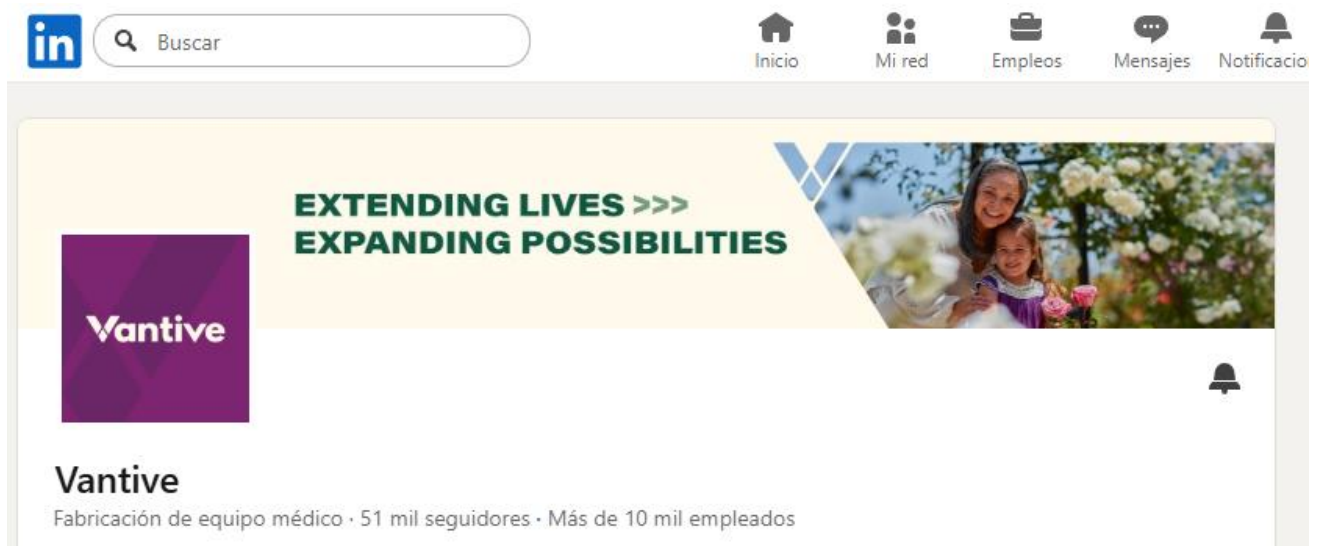 in
Buscar
Inicio
Mi red
Empleos
Mensajes
Notificacio
EXTENDING LIVES >>>
EXPANDING POSSIBILITIES
Vantive
Vantive
Fabricación de equipo médico · 51 mil seguidores · Más de 10 mil empleados